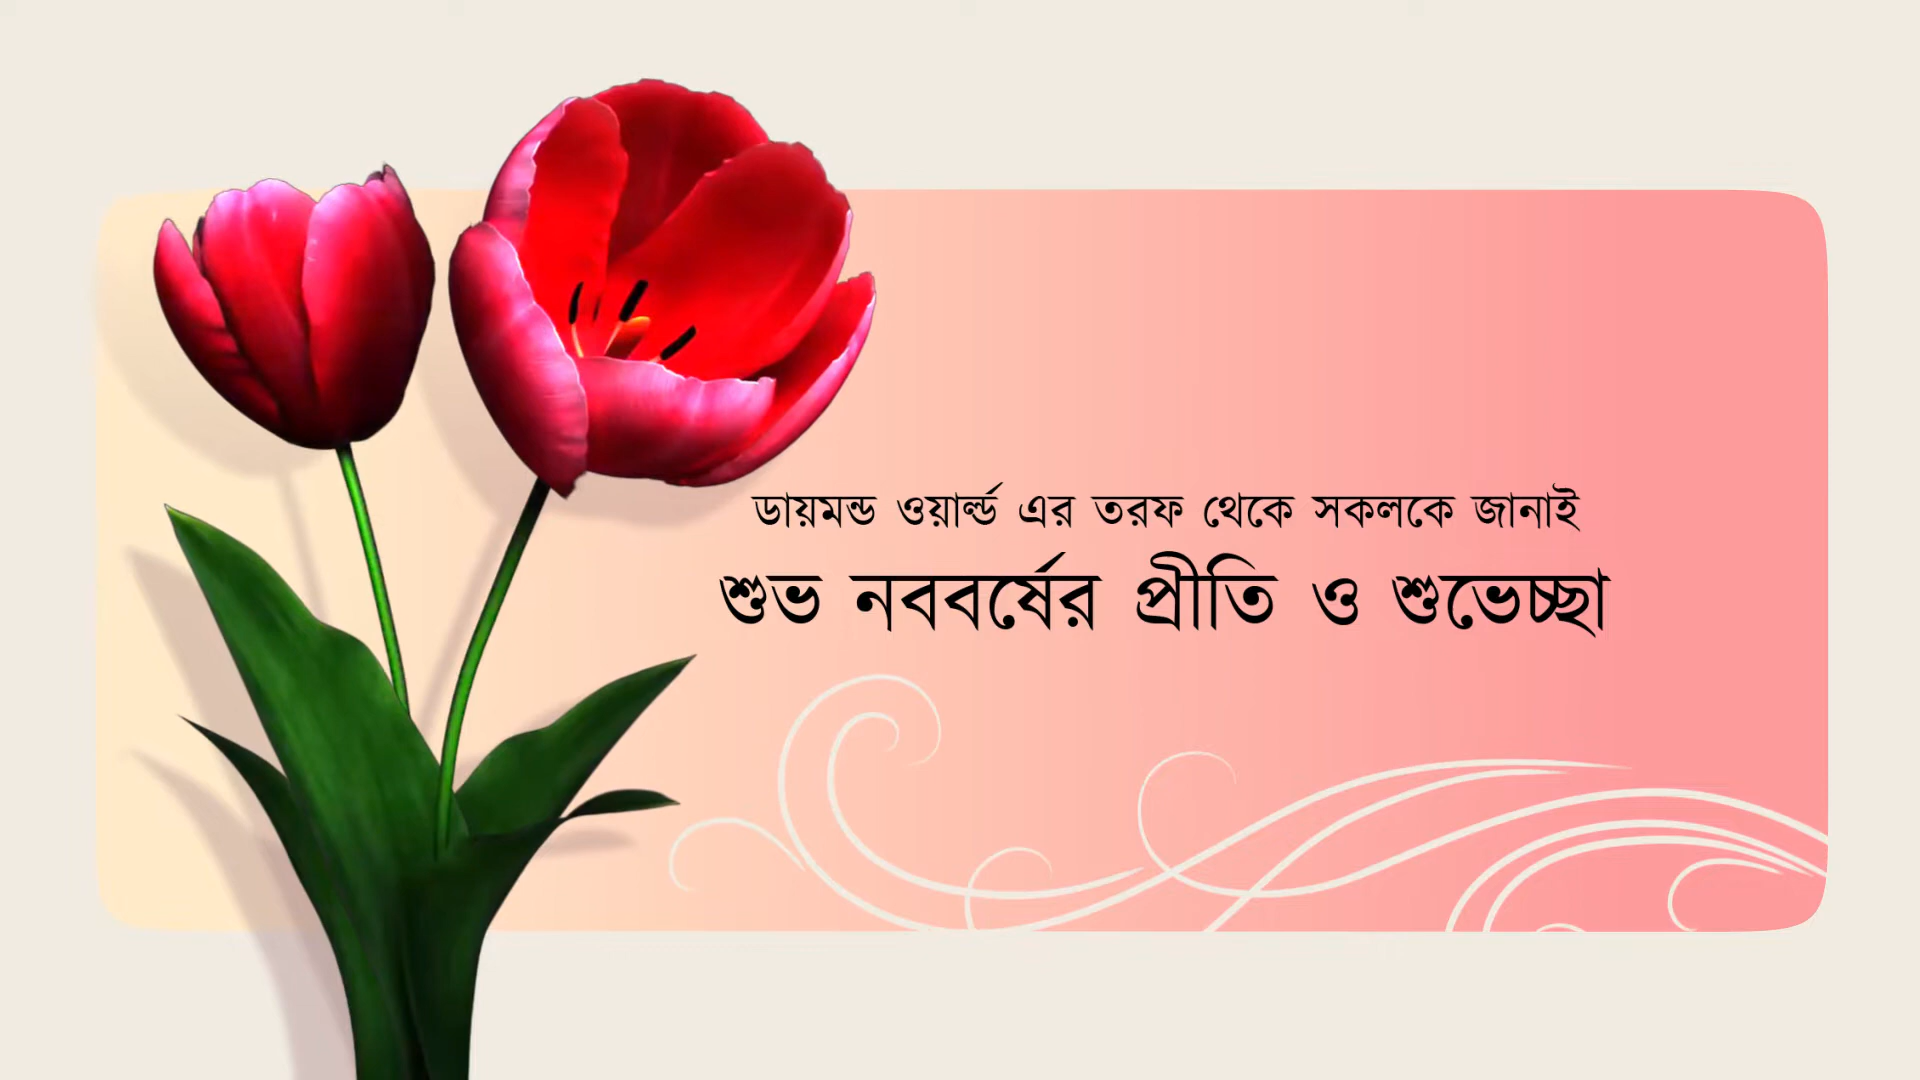 ডায়মন্ড ওয়ার্ল্ড এর তরফ থেকে সকলকে জানাই
শুভ নববর্ষের প্রীতি ও শুভেচ্ছা